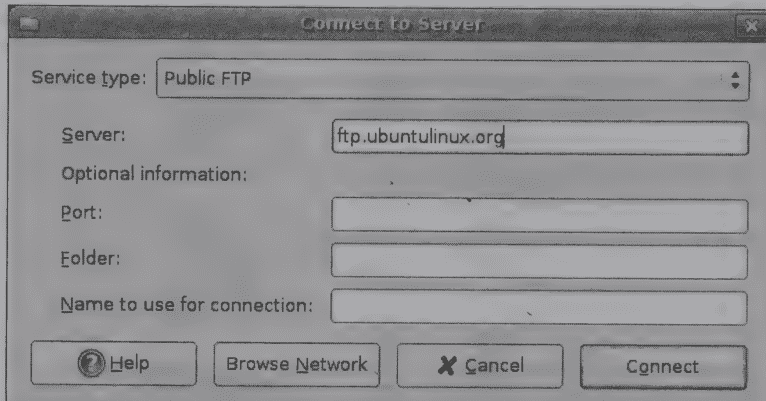 Connect to Server
Service type: Public FTP
Server: ftp.ubuntulinux.org
Optional information:
Port:
Folder:
Name to use for connection:
Help Browse Network Cancel Connect